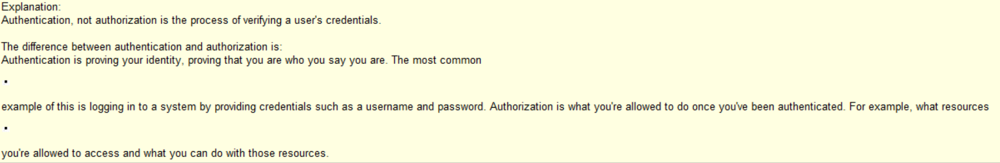 Explanation:
Authentication, not authorization is the process of verifying a user's credentials.
The difference between authentication and authorization is:
Authentication is proving your identity, proving that you are who you say you are. The most common
▪
example of this is logging in to a system by providing credentials such as a username and password. Authorization is what you're allowed to do once you've been authenticated. For example, what resources
▪
you're allowed to access and what you can do with those resources.